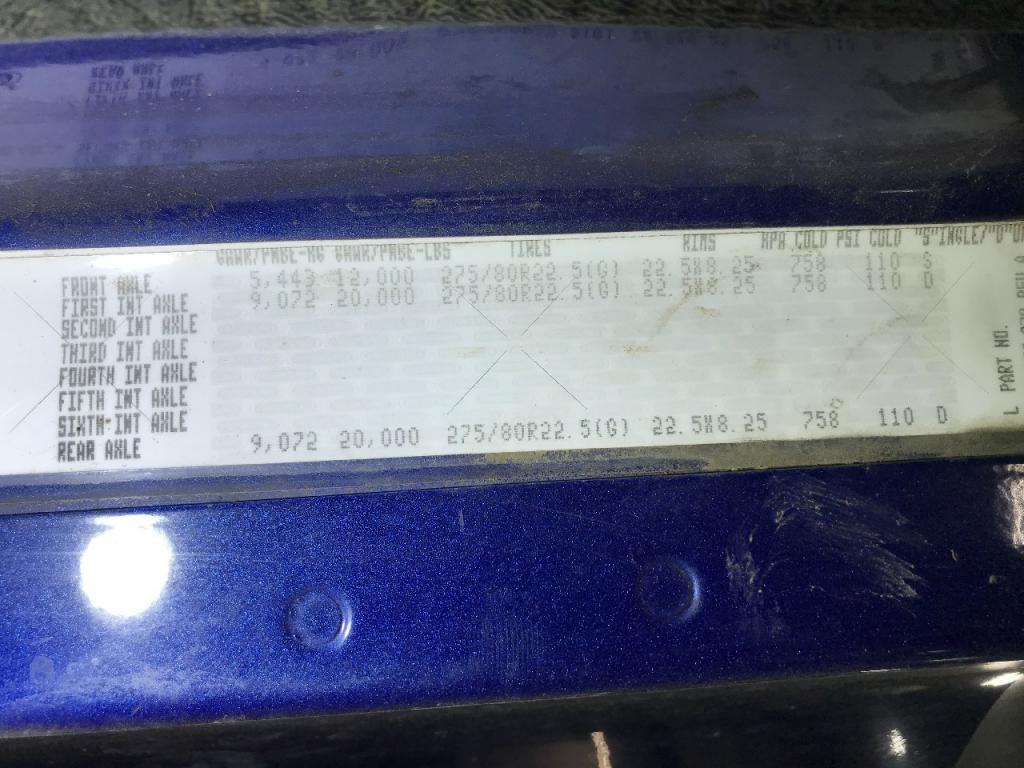 GAWR/PNBE-KG GAWR/PNBE-LBS TIRES RIMS KPA COLD PSI COLD "S"INGLE/"D"U
FRONT AXLE 5,443 12,000 275/80R22.5(G) 22.5X8.25 758 110 S
FIRST INT AXLE 9,072 20,000 275/80R22.5(G) 22.5X8.25 758 110 D
SECOND INT AXLE
THIRD INT AXLE
FOURTH INT AXLE
FIFTH INT AXLE
SIXTH INT AXLE
REAR AXLE 9,072 20,000 275/80R22.5(G) 22.5X8.25 758 110 D
L PART NO.